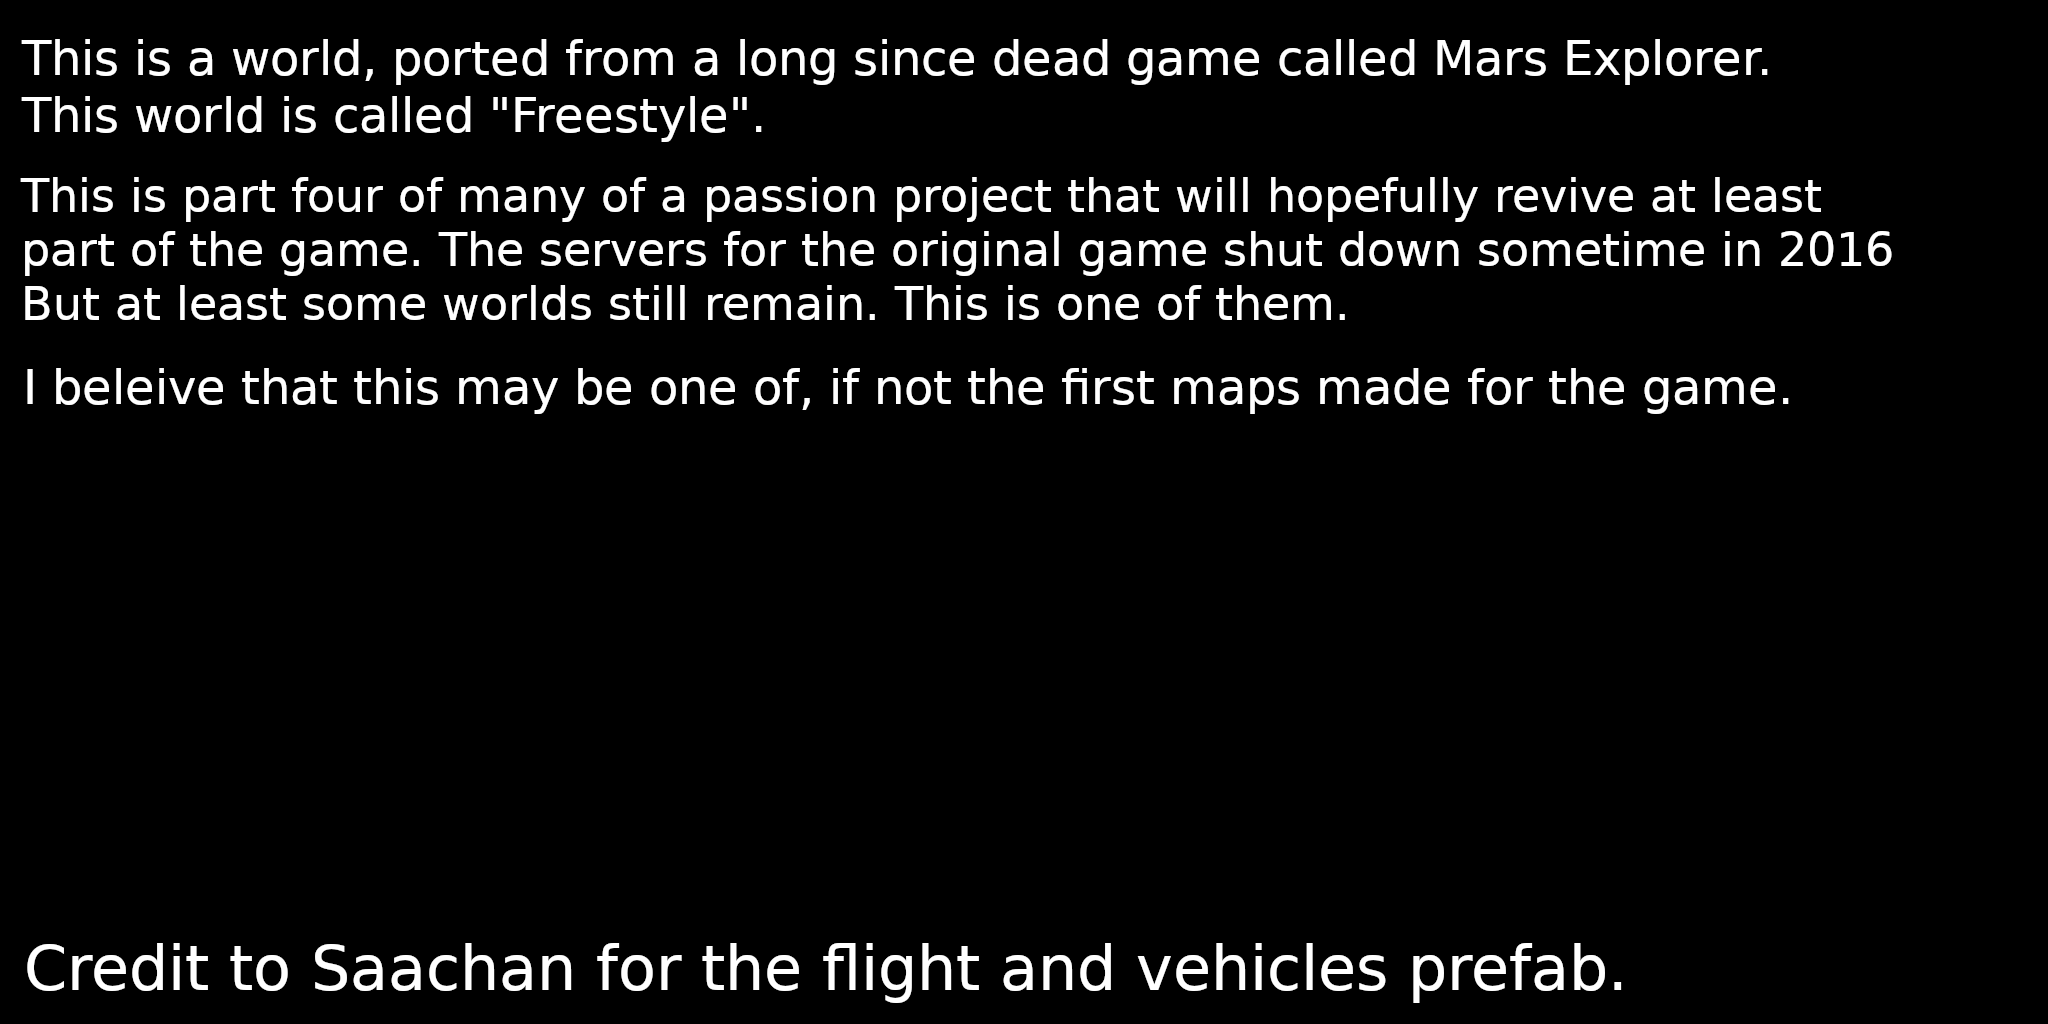 This is a world, ported from a long since dead game called Mars Explorer.
This world is called "Freestyle".
This is part four of many of a passion project that will hopefully revive at least
part of the game. The servers for the original game shut down sometime in 2016
But at least some worlds still remain. This is one of them.
I beleive that this may be one of, if not the first maps made for the game.
Credit to Saachan for the flight and vehicles prefab.